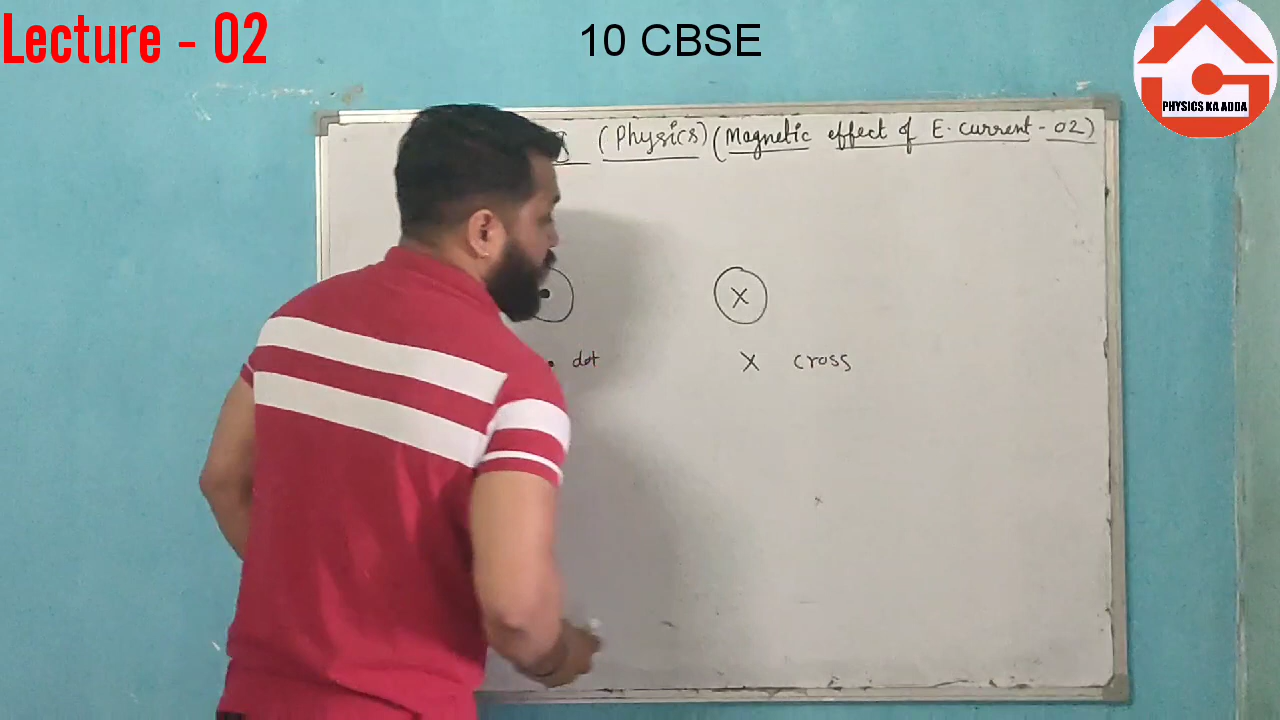 Lecture - 02
10 CBSE
PHYSICS KA ADDA
(Physics) (Magnetic effect of E. current - 02)
X
• dot X cross